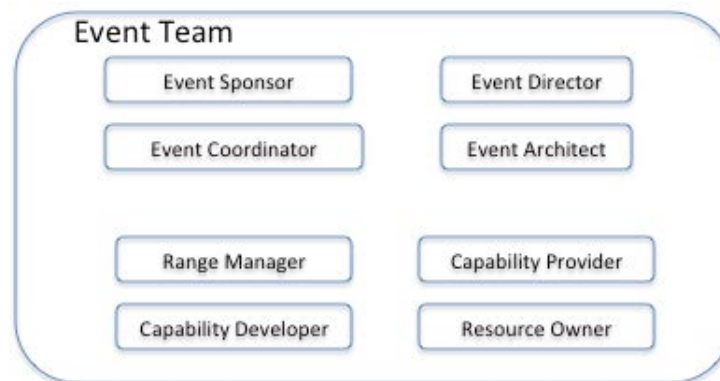 Event Team
Event Sponsor
Event Director
Event Coordinator
Event Architect
Range Manager
Capability Provider
Capability Developer
Resource Owner